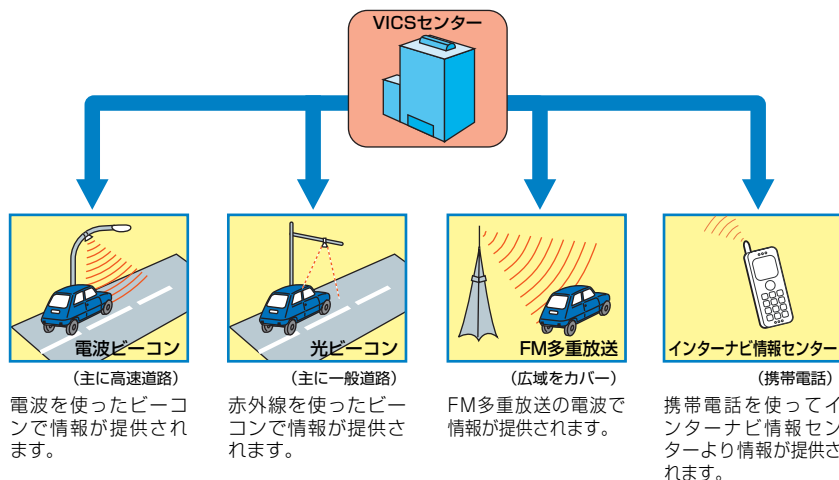 VICSセンター
電波ビーコン
(主に高速道路)
電波を使ったビーコ
ンで情報が提供され
ます。
光ビーコン
(主に一般道路)
赤外線を使ったビー
コンで情報が提供さ
れます。
FM多重放送
(広域をカバー)
FM多重放送の電波で
情報が提供されます。
インターナビ情報センター
(携帯電話)
携帯電話を使ってイ
ンターナビ情報セン
ターより情報が提供さ
れます。